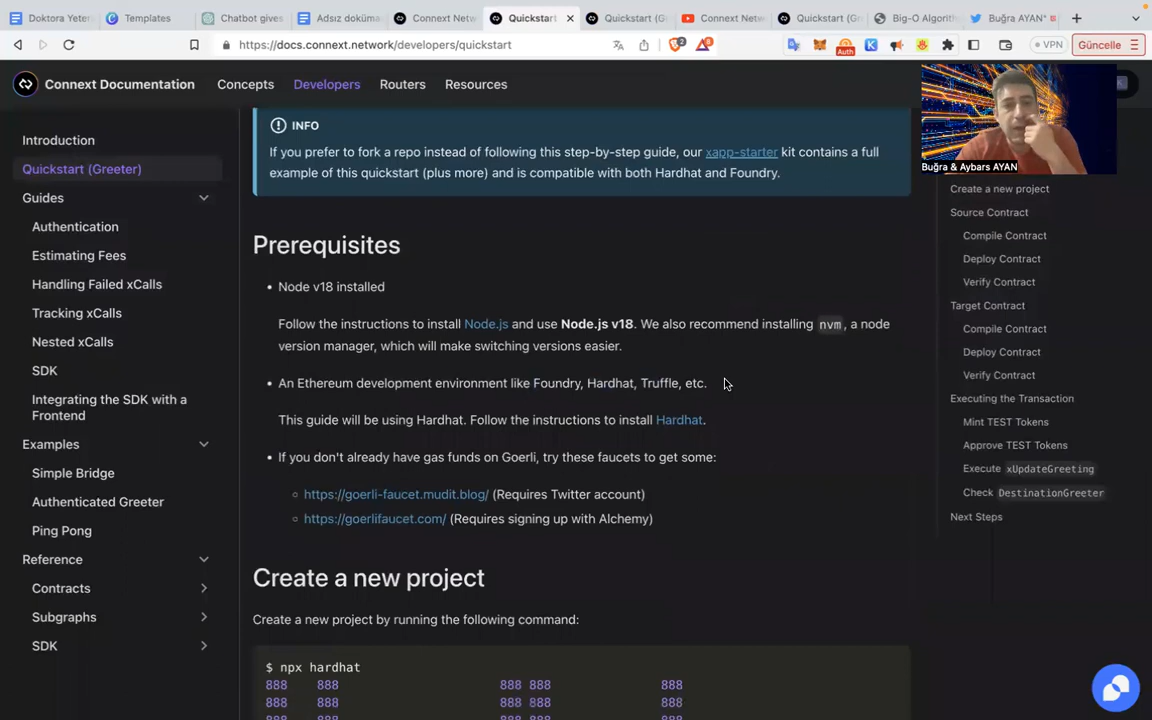 Doktora Yeter
Templates
Chatbot gives
Adsız doküma
Connext Netw
Quickstart
Quickstart (G
Connext Netw
Quickstart (Gre
Big-O Algorith
Buğra AYAN*
https://docs.connext.network/developers/quickstart
2
Auth
8
VPN
Güncelle
Connext Documentation
Concepts
Developers
Routers
Resources
K
Buğra & Aybars AYAN
Introduction
Quickstart (Greeter)
Guides
Authentication
Estimating Fees
Handling Failed xCalls
Tracking xCalls
Nested xCalls
SDK
Integrating the SDK with a
Frontend
Examples
Simple Bridge
Authenticated Greeter
Ping Pong
Reference
Contracts
Subgraphs
SDK
INFO
If you prefer to fork a repo instead of following this step-by-step guide, our xapp-starter kit contains a full
example of this quickstart (plus more) and is compatible with both Hardhat and Foundry.
Prerequisites
• Node v18 installed
Follow the instructions to install Node.js and use Node.js v18. We also recommend installing nvm, a node
version manager, which will make switching versions easier.
• An Ethereum development environment like Foundry, Hardhat, Truffle, etc.
This guide will be using Hardhat. Follow the instructions to install Hardhat.
• If you don't already have gas funds on Goerli, try these faucets to get some:
https://goerli-faucet.mudit.blog/ (Requires Twitter account)
https://goerlifaucet.com/ (Requires signing up with Alchemy)
Create a new project
Create a new project by running the following command:
$ npx hardhat
888 888 888 888 888
888 888 888 888 888
Create a new project
Source Contract
Compile Contract
Deploy Contract
Verify Contract
Target Contract
Compile Contract
Deploy Contract
Verify Contract
Executing the Transaction
Mint TEST Tokens
Approve TEST Tokens
Execute xUpdateGreeting
Check DestinationGreeter
Next Steps